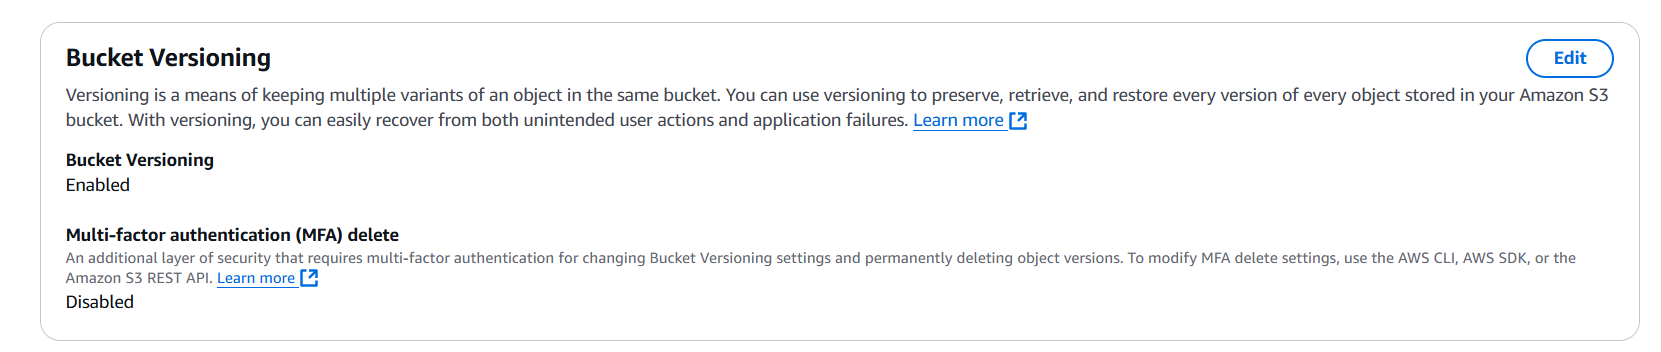 Bucket Versioning
Edit
Versioning is a means of keeping multiple variants of an object in the same bucket. You can use versioning to preserve, retrieve, and restore every version of every object stored in your Amazon S3
bucket. With versioning, you can easily recover from both unintended user actions and application failures. Learn more
Bucket Versioning
Enabled
Multi-factor authentication (MFA) delete
An additional layer of security that requires multi-factor authentication for changing Bucket Versioning settings and permanently deleting object versions. To modify MFA delete settings, use the AWS CLI, AWS SDK, or the
Amazon S3 REST API. Learn more
Disabled